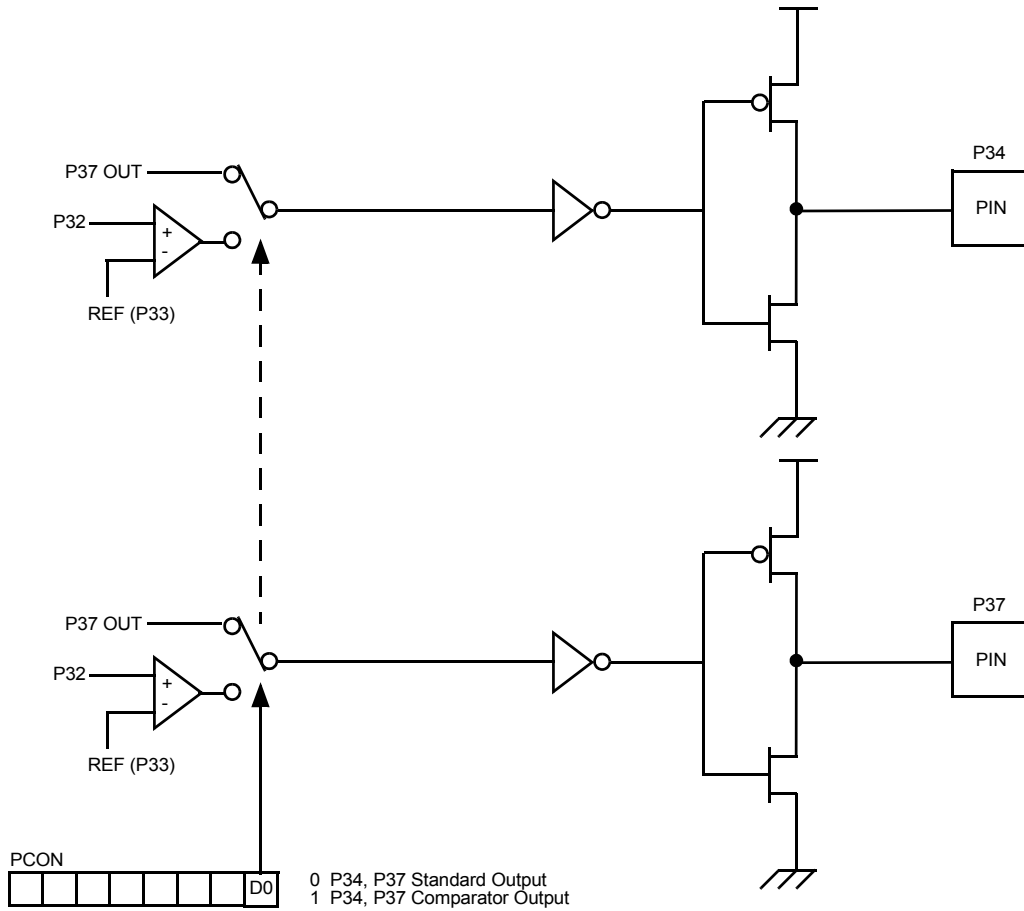 P34
P37 OUT
PIN
P32
+
-
REF (P33)
P37
P37 OUT
PIN
P32
+
-
REF (P33)
PCON
D0
0 P34, P37 Standard Output
1 P34, P37 Comparator Output